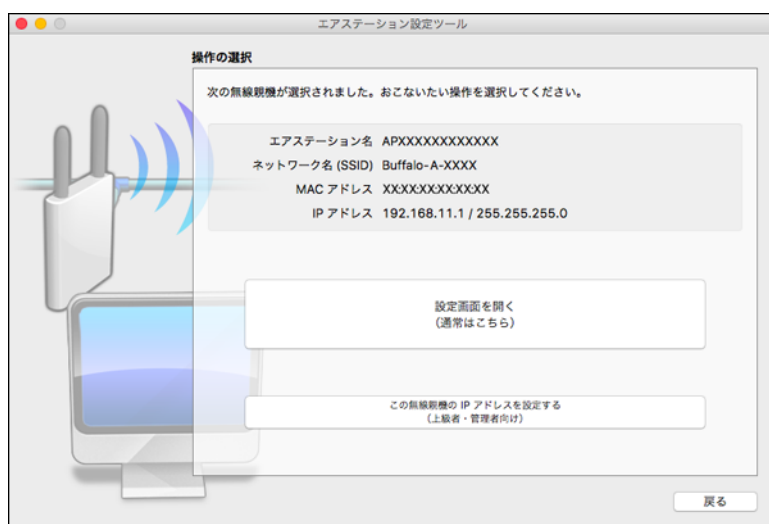 エアステーション設定ツール
操作の選択
次の無線親機が選択されました。おこないたい操作を選択してください。
エアステーション名 APXXXXXXXXXXXX
ネットワーク名 (SSID) Buffalo-A-XXXX
MAC アドレス XX:XX:XX:XX:XX:XX
IP アドレス 192.168.11.1 / 255.255.255.0
設定画面を開く
(通常はこちら)
この無線親機の IP アドレスを設定する
(上級者・管理者向け)
戻る